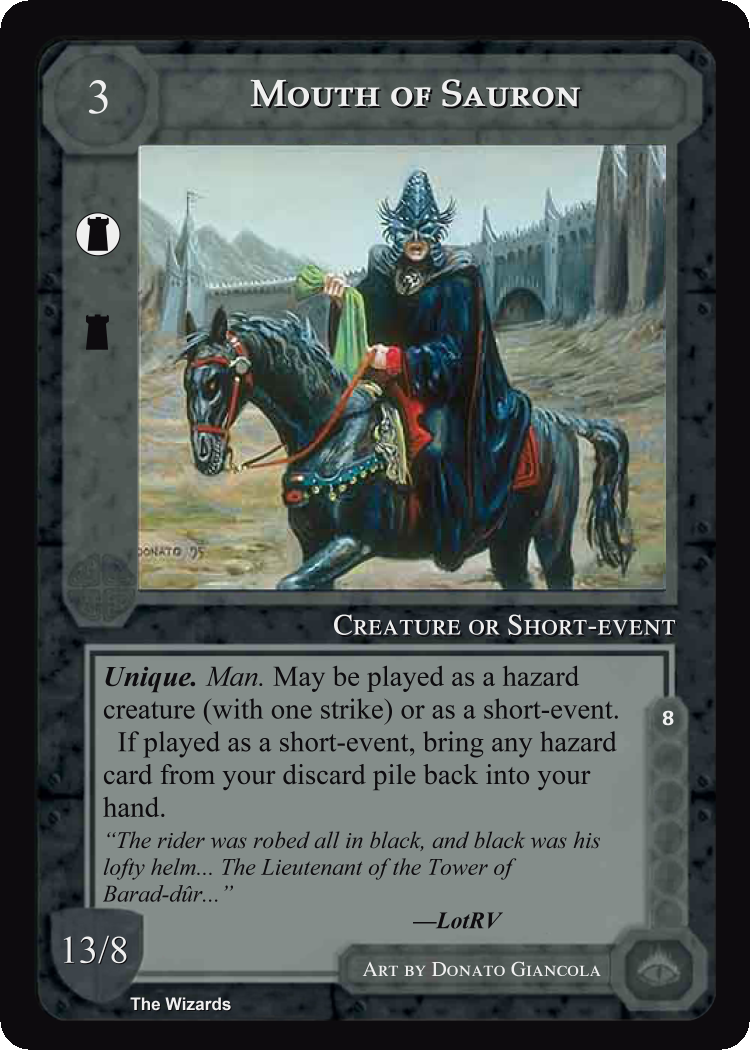 3
Mouth of Sauron
DONATO '95
Creature or Short-event
Unique. Man. May be played as a hazard
creature (with one strike) or as a short-event.
If played as a short-event, bring any hazard
card from your discard pile back into your
hand.
“The rider was robed all in black, and black was his
lofty helm... The Lieutenant of the Tower of
Barad-dûr...”
—LotRV
8
13/8
Art by Donato Giancola
The Wizards